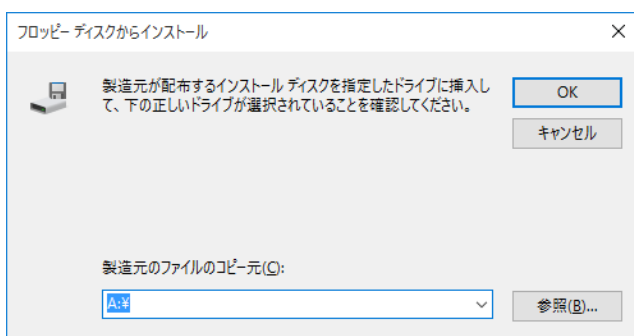 フロッピー ディスクからインストール
製造元が配布するインストール ディスクを指定したドライブに挿入し
て、下の正しいドライブが選択されていることを確認してください。
OK
キャンセル
製造元のファイルのコピー元(C):
A:¥
参照(B)...